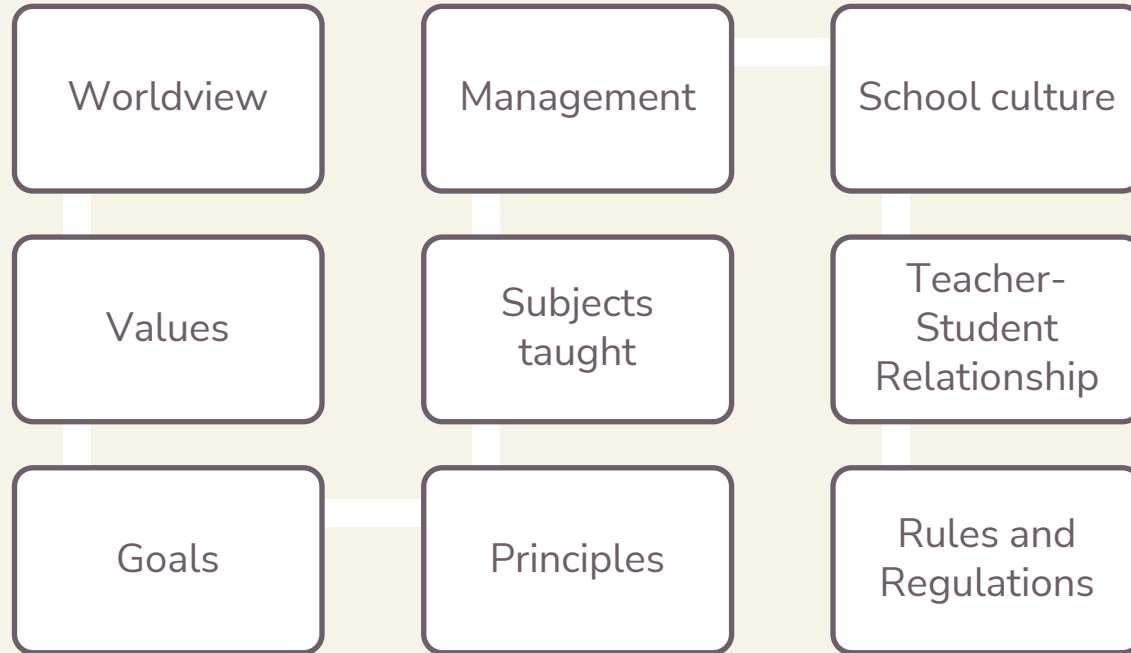 Worldview
Management
School culture
Values
Subjects
taught
Teacher-
Student
Relationship
Goals
Principles
Rules and
Regulations